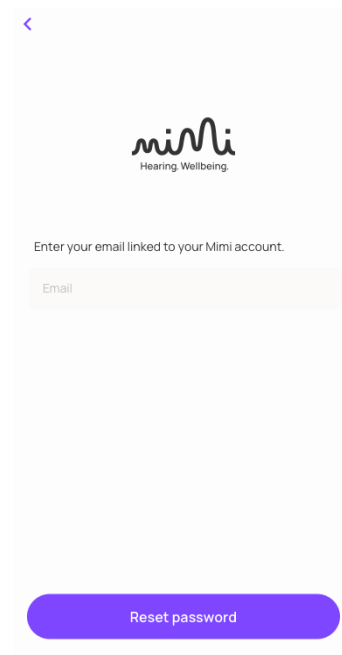 mimi
Hearing. Wellbeing.
Enter your email linked to your Mimi account.
Email
Reset password